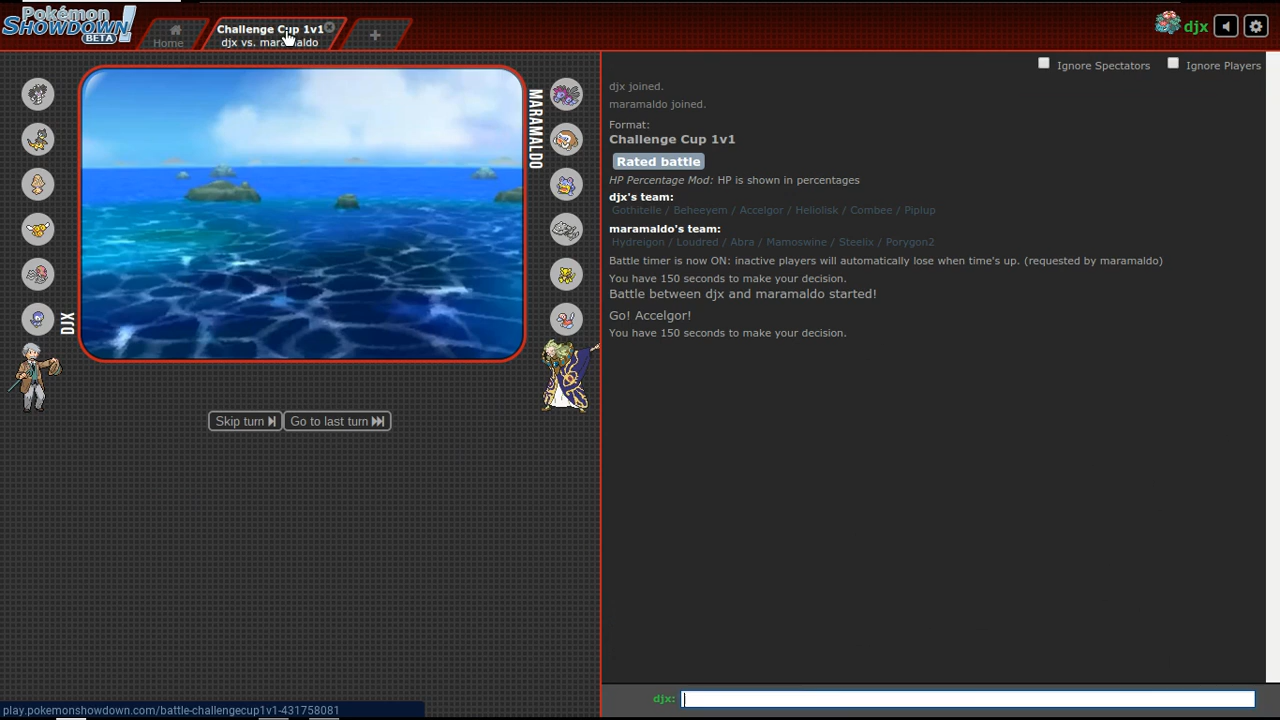 Pokémon
SHOWDOWN!
BETA
Home
Challenge Cup 1v1
djx vs. maramaldo
djx
Ignore Spectators
Ignore Players
MARAMALDO
DJX
Skip turn
Go to last turn
djx joined.
maramaldo joined.
Format:
Challenge Cup 1v1
Rated battle
HP Percentage Mod: HP is shown in percentages
djx's team:
Gothitelle / Beheeyem / Accelgor / Heliolisk / Combee / Piplup
maramaldo's team:
Hydreigon / Loudred / Abra / Mamoswine / Steelix / Porygon2
Battle timer is now ON: inactive players will automatically lose when time's up. (requested by maramaldo)
You have 150 seconds to make your decision.
Battle between djx and maramaldo started!
Go! Accelgor!
You have 150 seconds to make your decision.
djx:
play.pokemonshowdown.com/battle-challengecup1v1-431758081